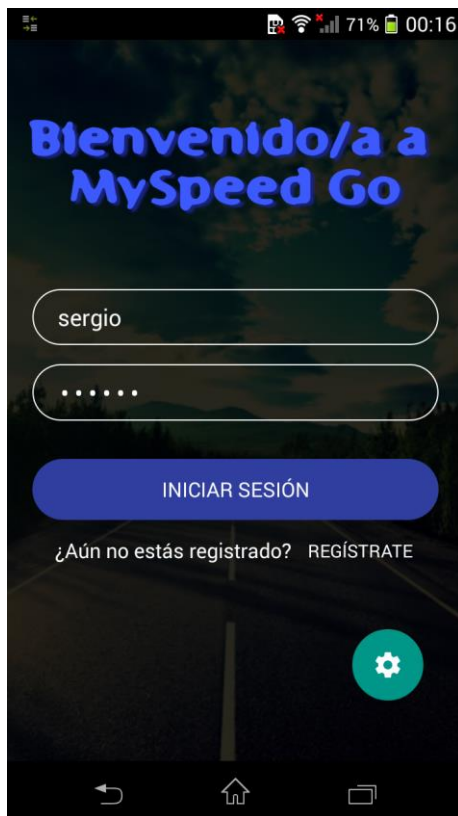 71% 00:16
Bienvenido/a a
MySpeed Go
sergio
••••••
INICIAR SESIÓN
¿Aún no estás registrado? REGÍSTRATE